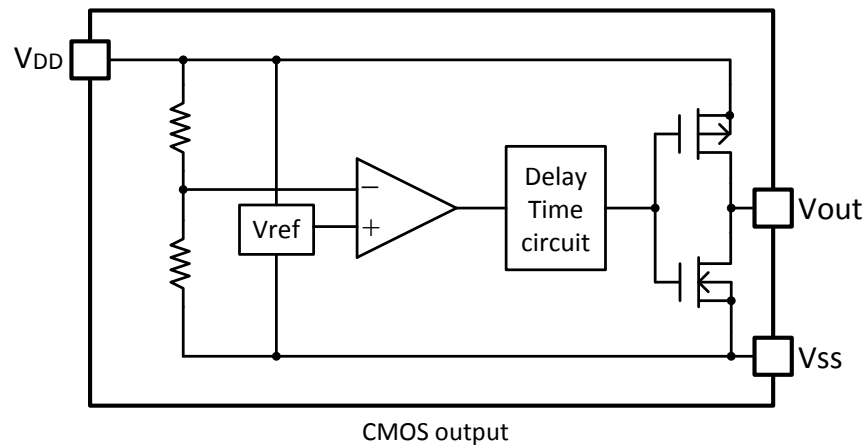 VDD
−
+
Vref
Delay
Time
circuit
Vout
Vss
CMOS output